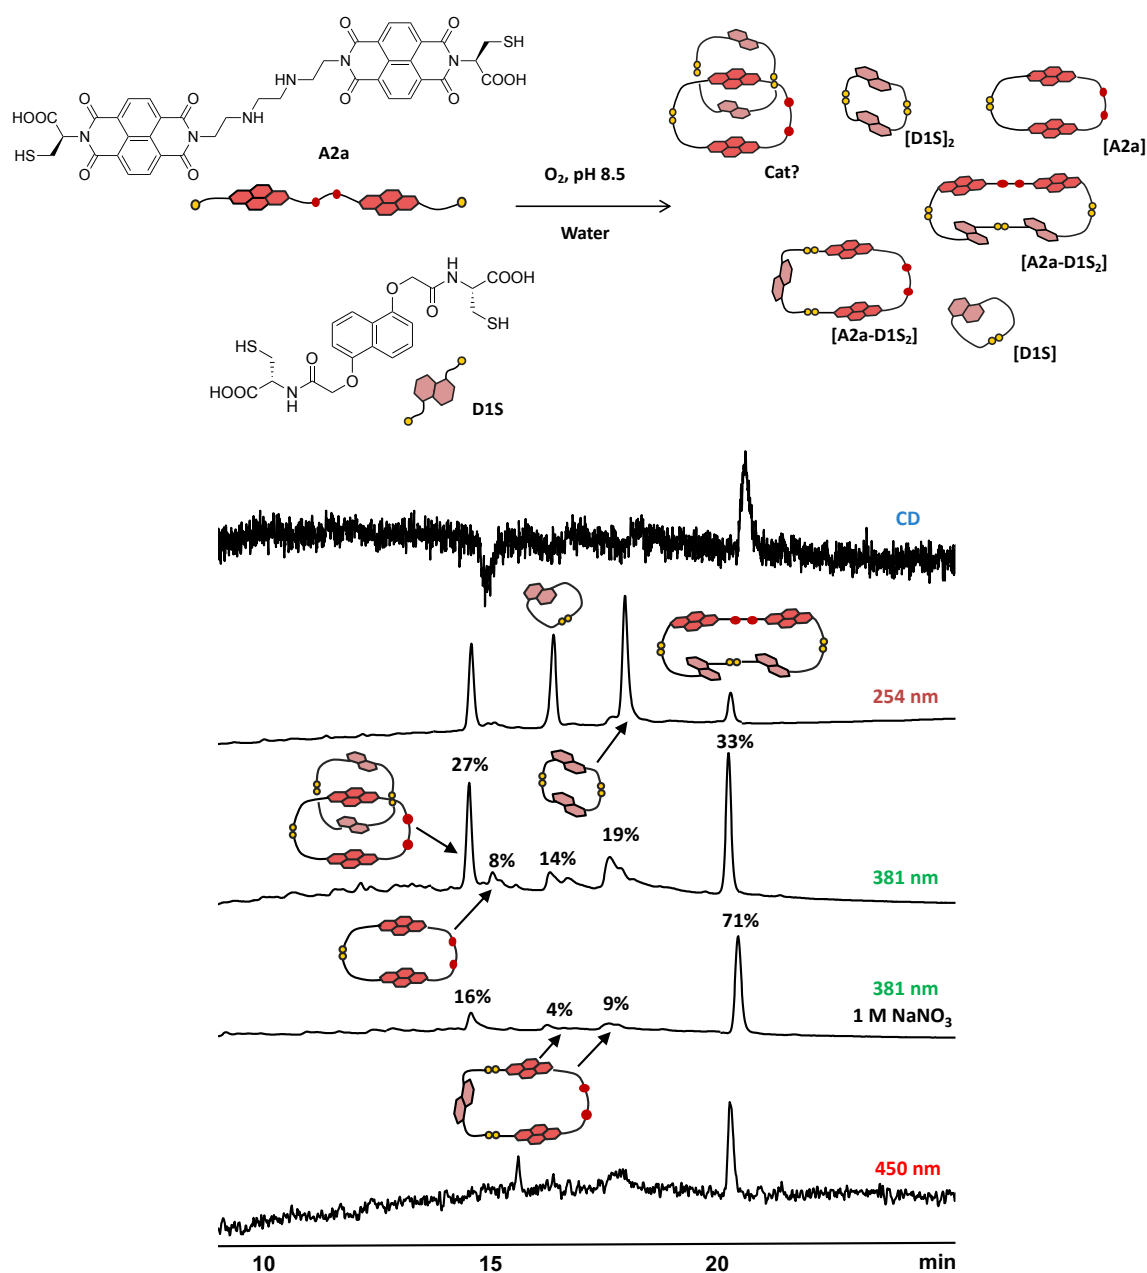 O
O
O
O
N
N
SH
COOH
HN
NH
O
O
O
O
N
N
HOOC
HS
A2a
O₂, pH 8.5
Water
Cat?
[D1S]₂
[A2a]
[A2a-D1S₂]
[A2a-D1S₂]
[D1S]
H
N
COOH
O
O
SH
HS
O
O
HOOC
N
H
D1S
CD
254 nm
27%
33%
8%
14%
19%
381 nm
71%
16%
4%
9%
381 nm
1 M NaNO₃
450 nm
10
15
20
min